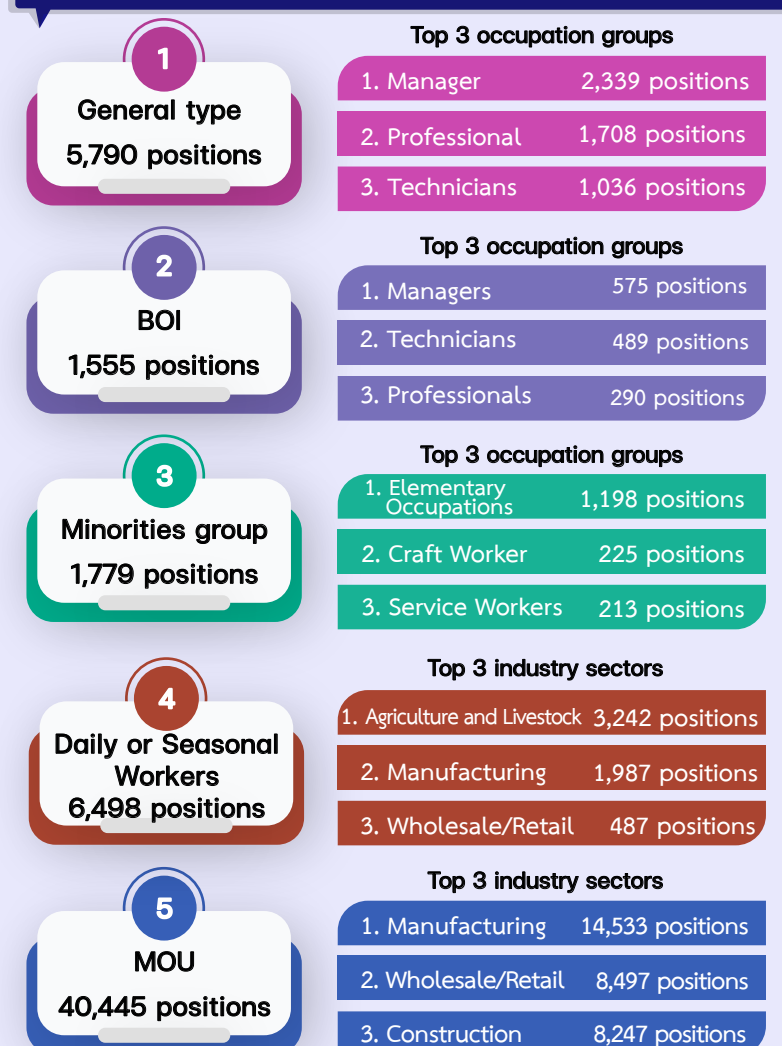 1
General type
5,790 positions
Top 3 occupation groups
1. Manager 2,339 positions
2. Professional 1,708 positions
3. Technicians 1,036 positions
2
BOI
1,555 positions
Top 3 occupation groups
1. Managers 575 positions
2. Technicians 489 positions
3. Professionals 290 positions
3
Minorities group
1,779 positions
Top 3 occupation groups
1. Elementary
Occupations 1,198 positions
2. Craft Worker 225 positions
3. Service Workers 213 positions
4
Daily or Seasonal
Workers
6,498 positions
Top 3 industry sectors
1. Agriculture and Livestock 3,242 positions
2. Manufacturing 1,987 positions
3. Wholesale/Retail 487 positions
5
MOU
40,445 positions
Top 3 industry sectors
1. Manufacturing 14,533 positions
2. Wholesale/Retail 8,497 positions
3. Construction 8,247 positions